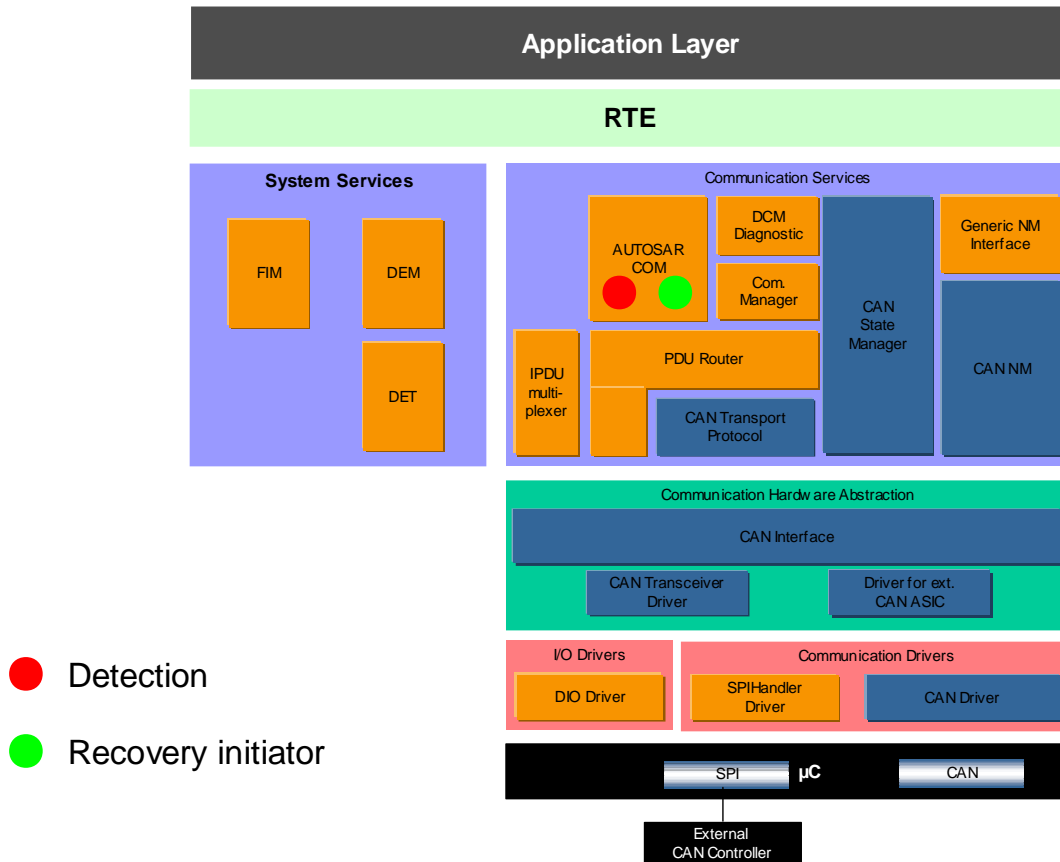 Application Layer
RTE
System Services
Communication Services
FIM
DEM
DET
AUTOSAR
COM
DCM
Diagnostic
Com.
Manager
CAN
State
Manager
Generic NM
Interface
CAN NM
IPDU
multi-
plexer
PDU Router
CAN Transport
Protocol
Communication Hardware Abstraction
CAN Interface
CAN Transceiver
Driver
Driver for ext.
CAN ASIC
I/O Drivers
Communication Drivers
DIO Driver
SPIHandler
Driver
CAN Driver
SPI
µC
CAN
External
CAN Controller
Detection
Recovery initiator